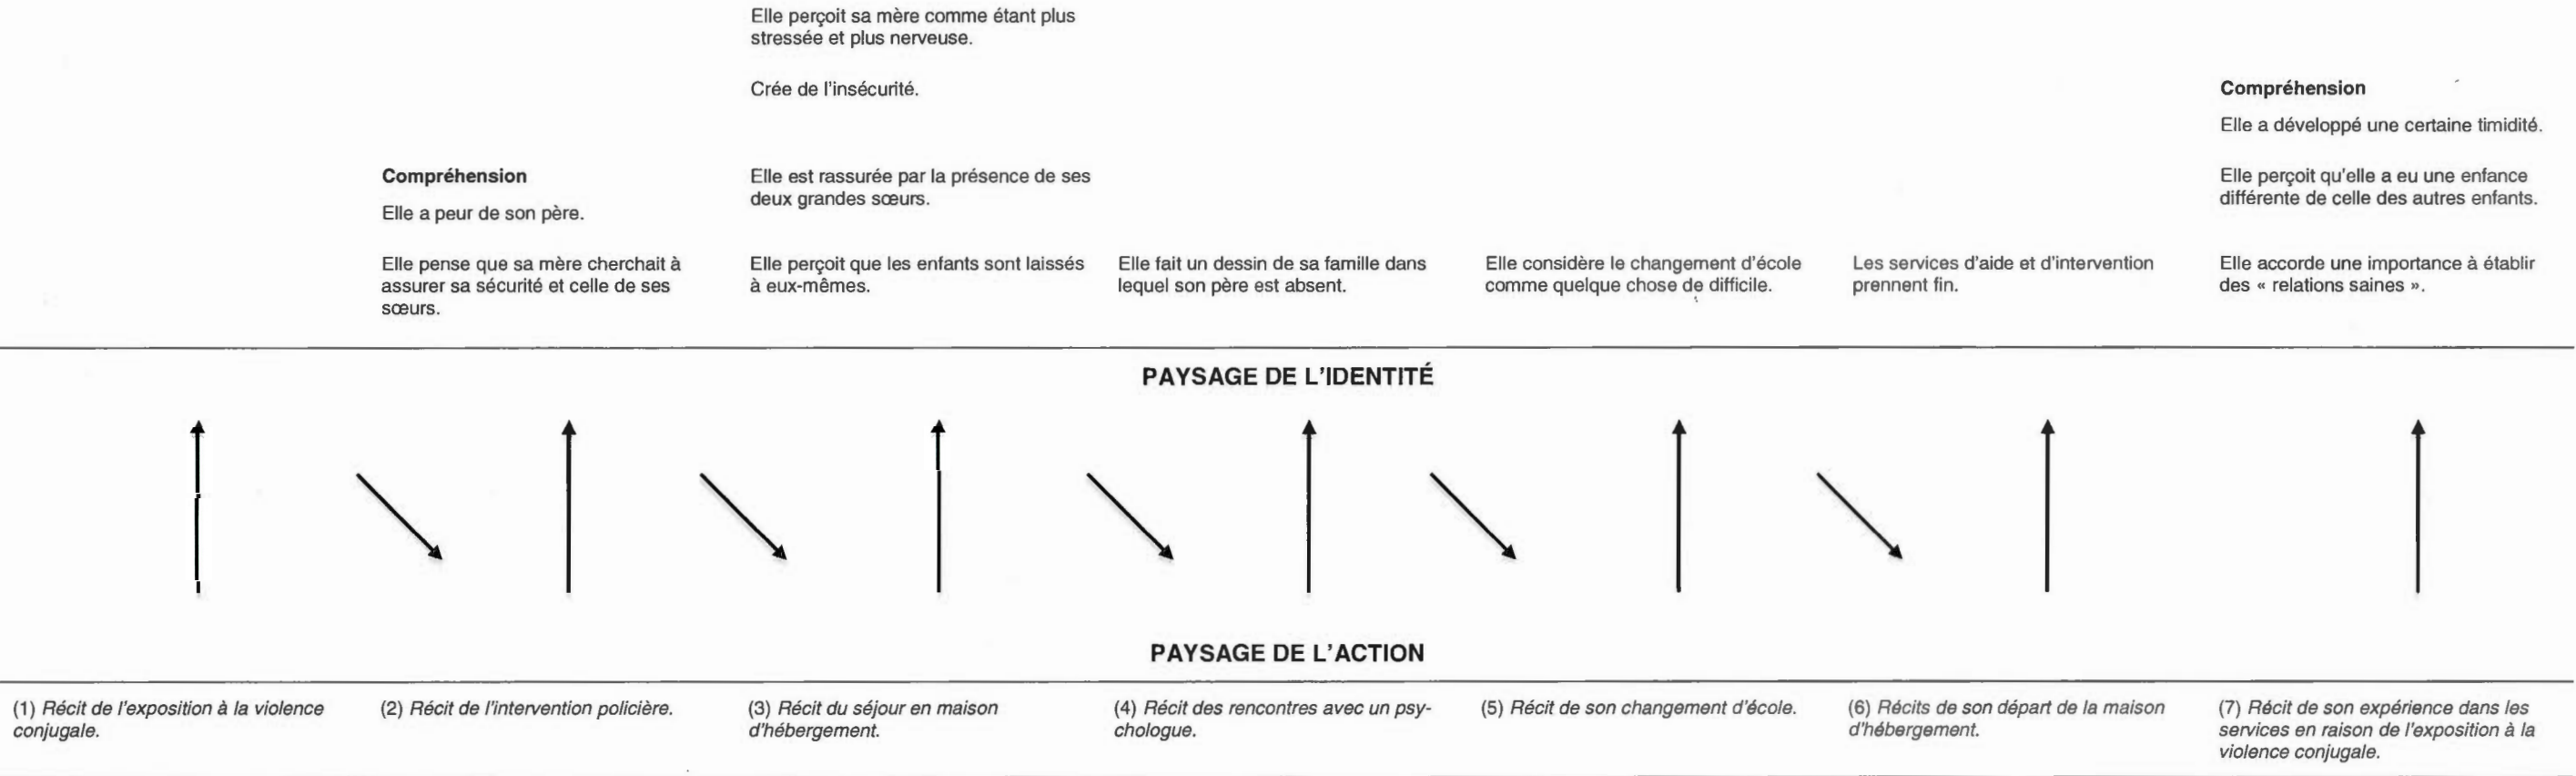 Elle perçoit sa mère comme étant plus
stressée et plus nerveuse.
Crée de l'insécurité.
Compréhension
Elle a développé une certaine timidité.
Compréhension
Elle a peur de son père.
Elle pense que sa mère cherchait à
assurer sa sécurité et celle de ses
sœurs.
Elle est rassurée par la présence de ses
deux grandes sœurs.
Elle perçoit que les enfants sont laissés
à eux-mêmes.
Elle fait un dessin de sa famille dans
lequel son père est absent.
Elle considère le changement d'école
comme quelque chose de difficile.
Les services d'aide et d'intervention
prennent fin.
Elle perçoit qu'elle a eu une enfance
différente de celle des autres enfants.
Elle accorde une importance à établir
des « relations saines ».
PAYSAGE DE L'IDENTITÉ
PAYSAGE DE L'ACTION
(1) Récit de l'exposition à la violence
conjugale.
(2) Récit de l'intervention policière.
(3) Récit du séjour en maison
d'hébergement.
(4) Récit des rencontres avec un psy-
chologue.
(5) Récit de son changement d'école.
(6) Récits de son départ de la maison
d'hébergement.
(7) Récit de son expérience dans les
services en raison de l'exposition à la
violence conjugale.